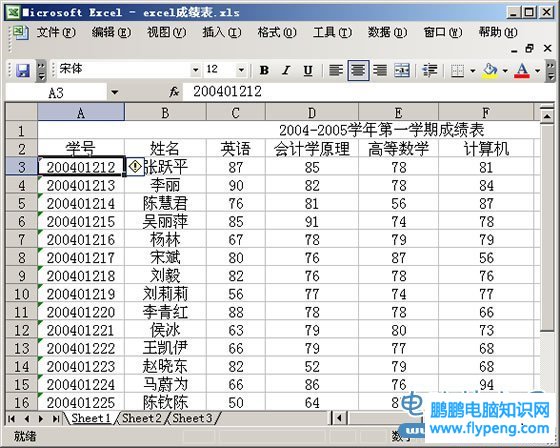 Microsoft Excel - excel成绩表.xls
文件(F) 编辑(E) 视图(V) 插入(I) 格式(O) 工具(T) 数据(D) 窗口(W) 帮助(H)
宋体 12 B I U A
A3 fx 200401212
A B C D E F
1 2004-2005学年第一学期成绩表
2 学号 姓名 英语 会计学原理 高等数学 计算机
3 200401212 张跃平 87 85 78 81
4 200401213 李丽 90 82 78 84
5 200401214 陈慧君 76 81 56 87
6 200401215 吴丽萍 85 91 74 78
7 200401216 杨林 67 78 79 79
8 200401217 宋斌 80 76 87 56
9 200401218 刘毅 82 76 78 76
10 200401219 刘莉莉 56 77 74 77
11 200401220 李青红 88 78 78 66
12 200401221 侯冰 63 79 80 73
13 200401222 王凯伊 66 79 77 68
14 200401223 赵晓东 82 52 79 68
15 200401224 马蔚为 66 86 76 94
16 200401225 陈钦陈 50 64
Sheet1 Sheet2 Sheet3
就绪 数字
鹏鹏电脑知识网
www.flypeng.com